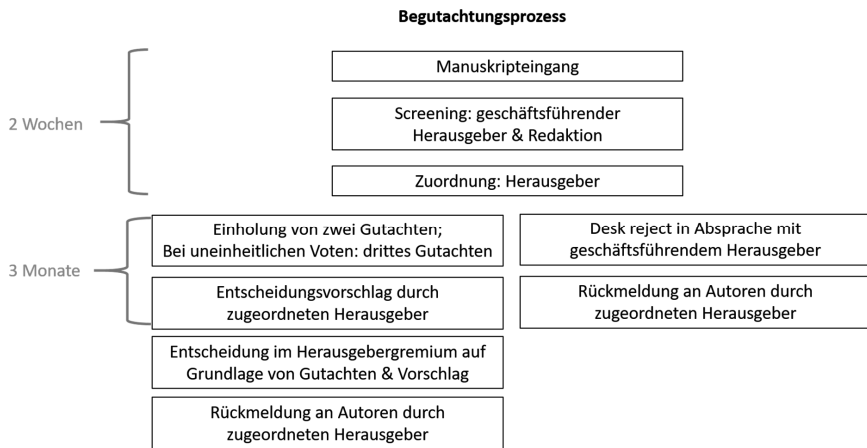 Begutachtungsprozess
Manuskripteingang
2 Wochen
Screening: geschäftsführender
Herausgeber & Redaktion
Zuordnung: Herausgeber
3 Monate
Einholung von zwei Gutachten;
Bei uneinheitlichen Voten: drittes Gutachten
Desk reject in Absprache mit
geschäftsführendem Herausgeber
Entscheidungsvorschlag durch
zugeordneten Herausgeber
Rückmeldung an Autoren durch
zugeordneten Herausgeber
Entscheidung im Herausgebergremium auf
Grundlage von Gutachten & Vorschlag
Rückmeldung an Autoren durch
zugeordneten Herausgeber